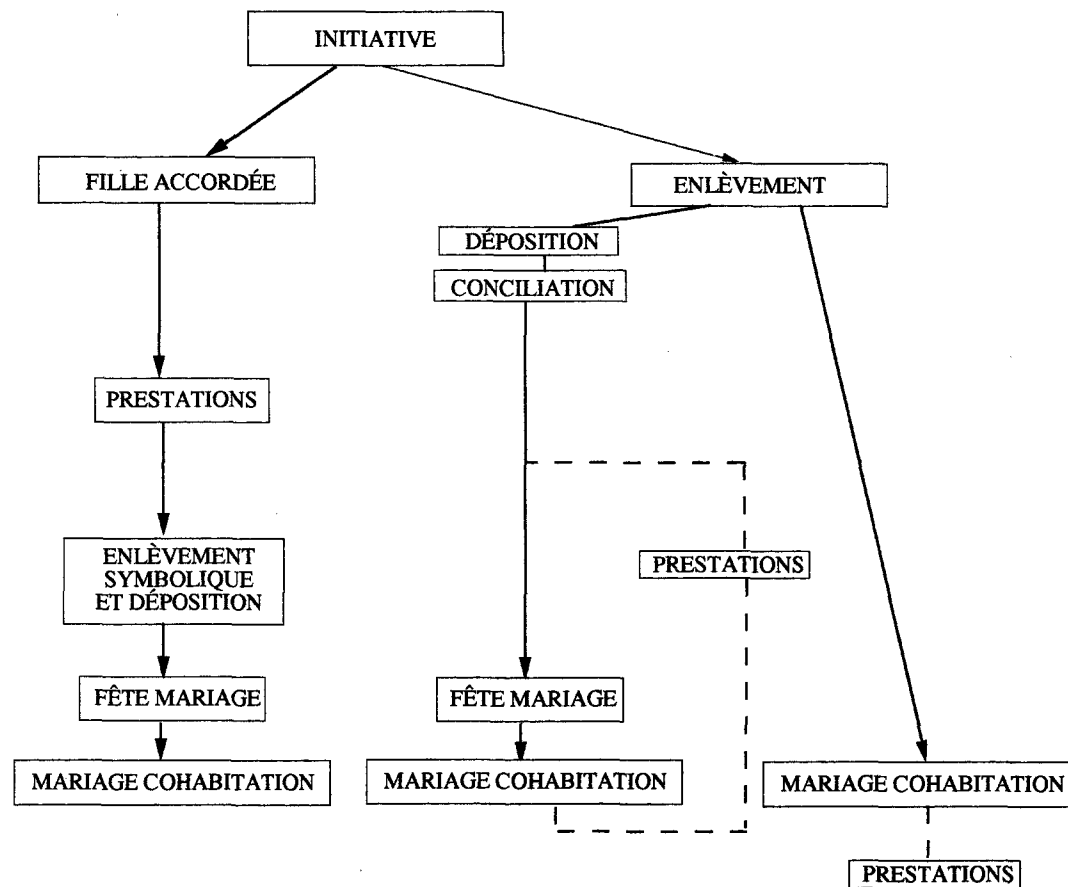 INITIATIVE
FILLE ACCORDÉE
ENLÈVEMENT
DÉPOSITION
CONCILIATION
PRESTATIONS
ENLÈVEMENT
SYMBOLIQUE
ET DÉPOSITION
PRESTATIONS
FÊTE MARIAGE
FÊTE MARIAGE
MARIAGE COHABITATION
MARIAGE COHABITATION
MARIAGE COHABITATION
PRESTATIONS